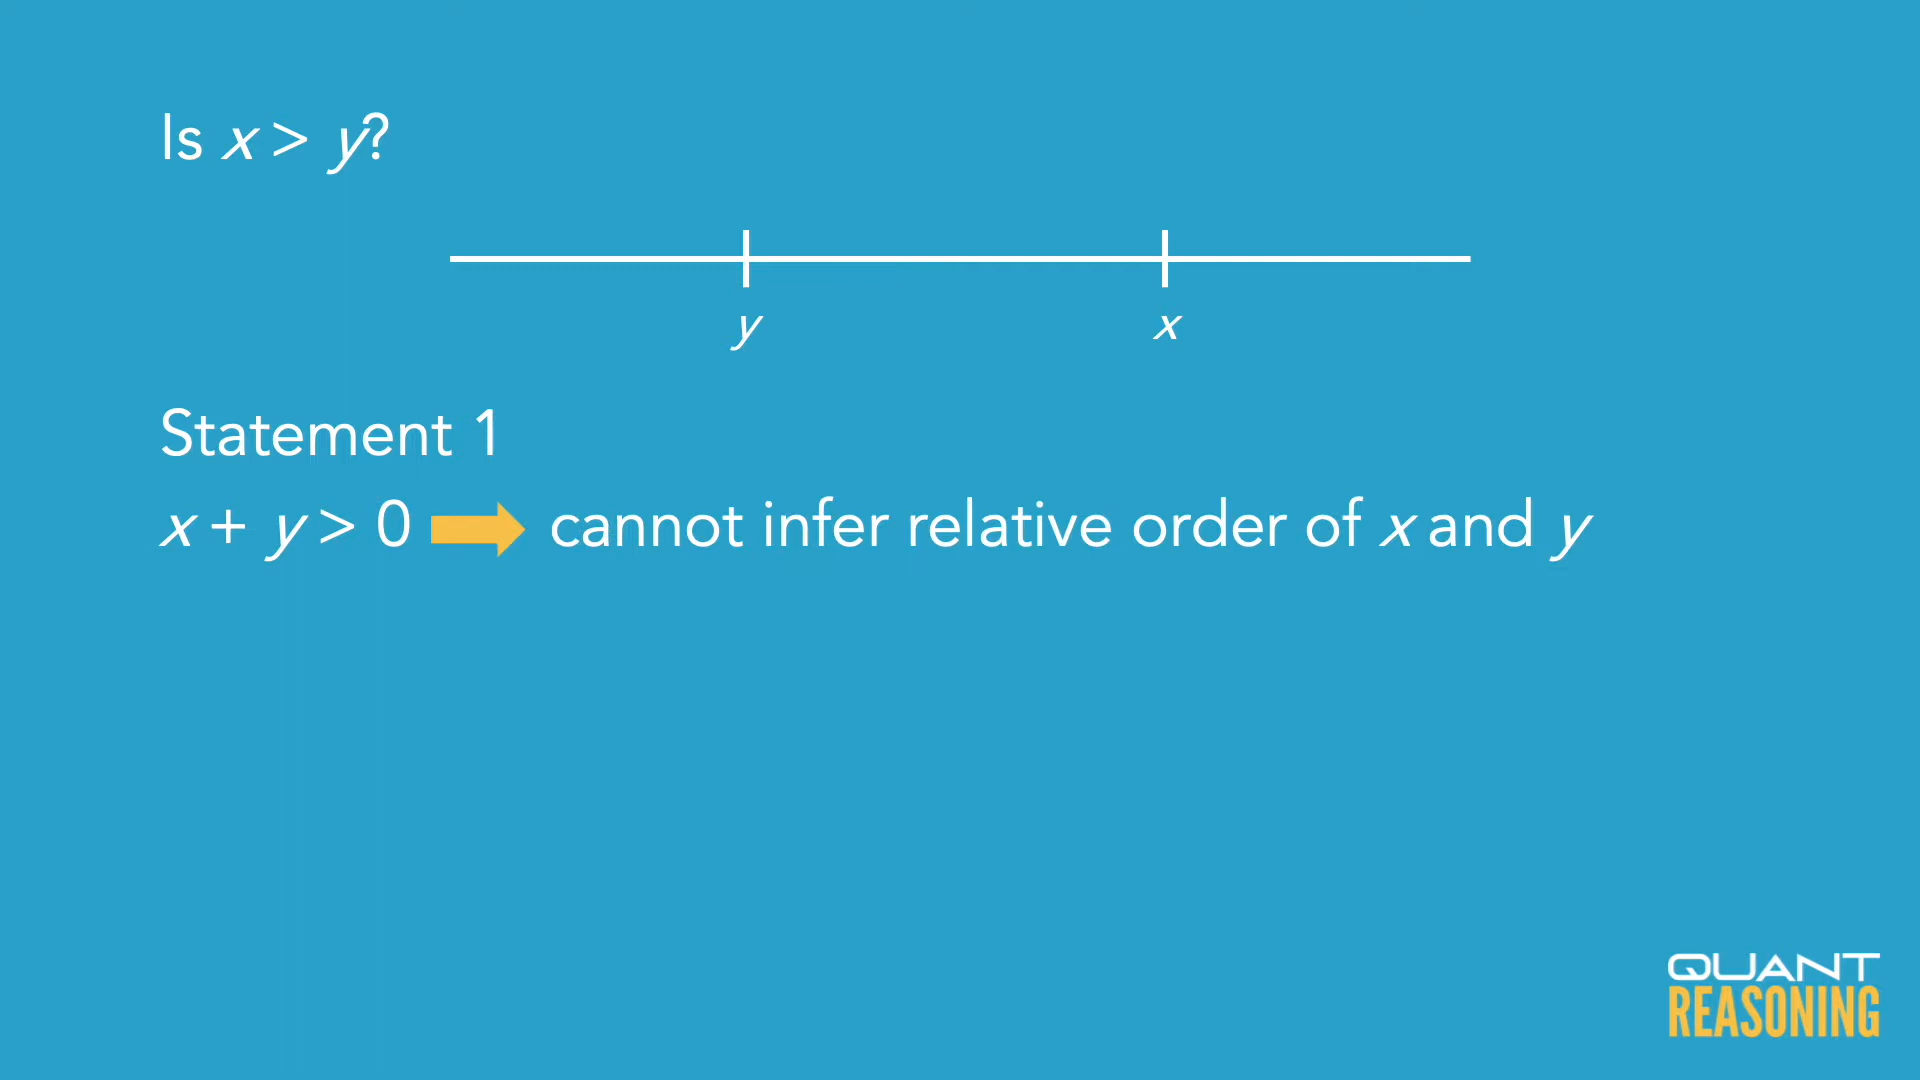 Is x > y?
y x
Statement 1
x + y > 0 cannot infer relative order of x and y
QUANT
REASONING